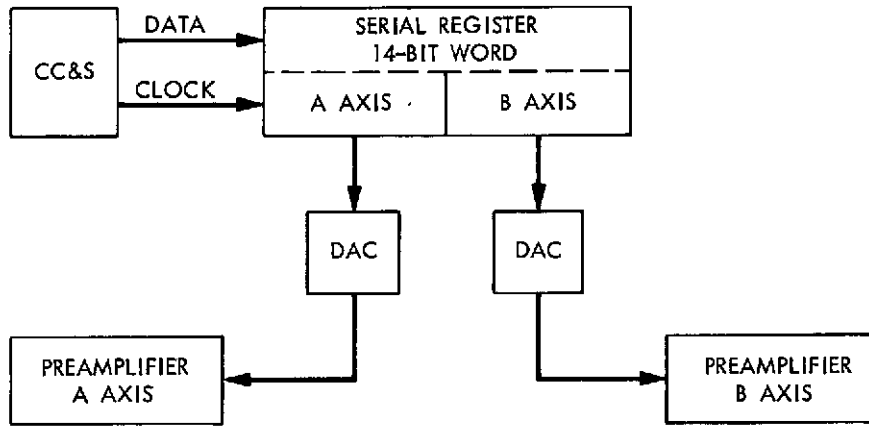 DATA
SERIAL REGISTER
14-BIT WORD
CC&S
CLOCK
A AXIS
B AXIS
DAC
DAC
PREAMPLIFIER
A AXIS
PREAMPLIFIER
B AXIS